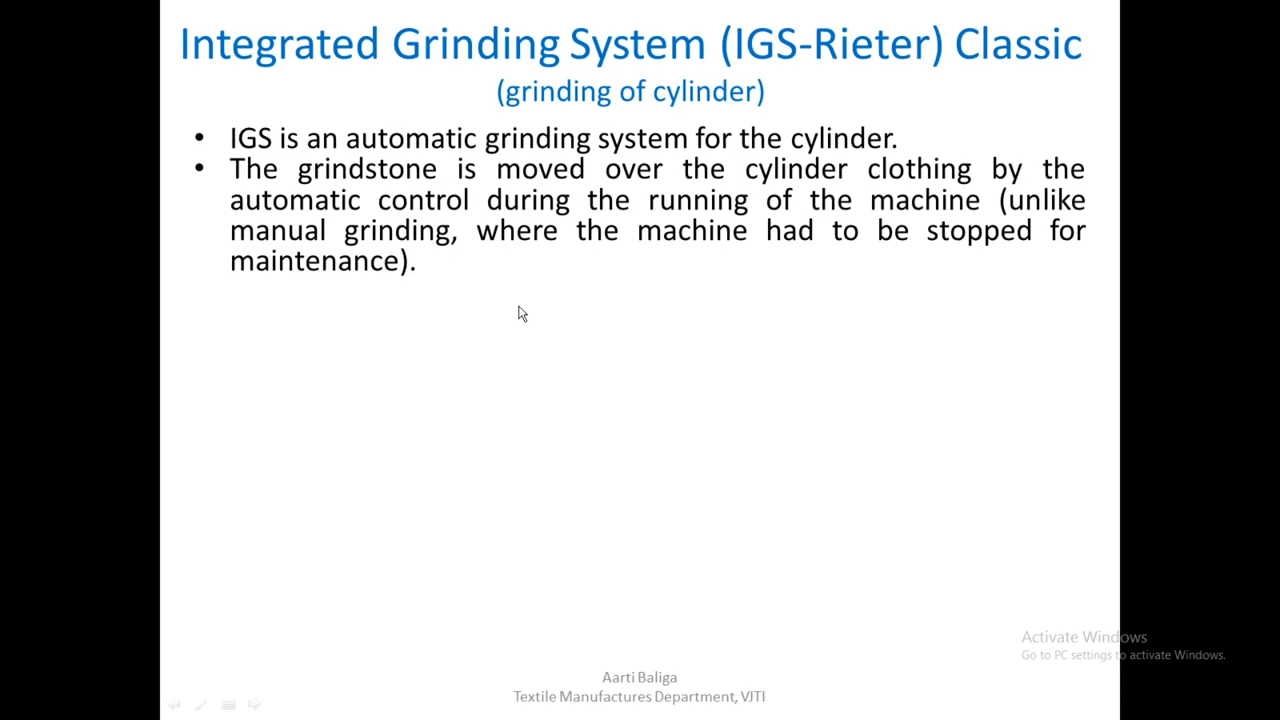 Integrated Grinding System (IGS-Rieter) Classic
(grinding of cylinder)
• IGS is an automatic grinding system for the cylinder.
• The grindstone is moved over the cylinder clothing by the
automatic control during the running of the machine (unlike
manual grinding, where the machine had to be stopped for
maintenance).
Activate Windows
Go to PC settings to activate Windows.
Aarti Baliga
Textile Manufactures Department, VJTI